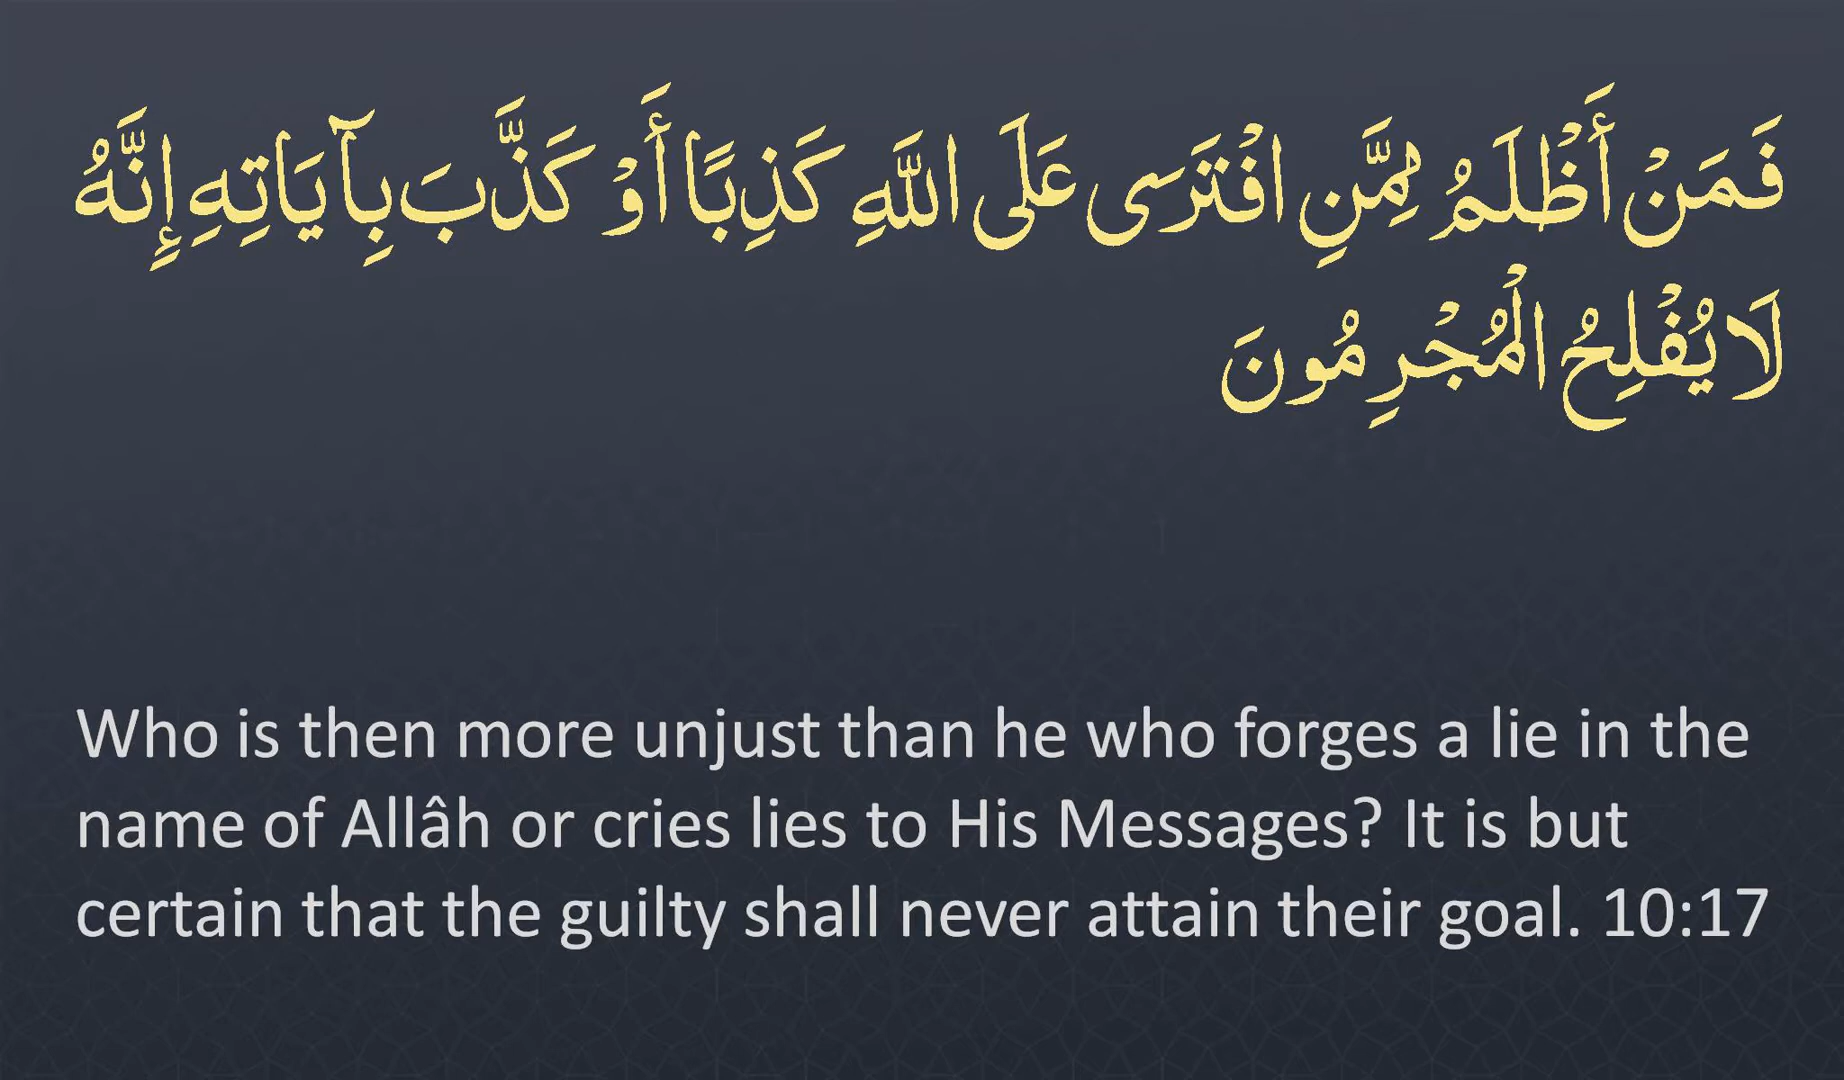 فَمَنْ أَظْلَمُ مِمَّنِ افْتَرَىٰ عَلَى اللَّهِ كَذِبًا أَوْ كَذَّبَ بِآيَاتِهِ إِنَّهُ
لَا يُفْلِحُ الْمُجْرِمُونَ
Who is then more unjust than he who forges a lie in the
name of Allâh or cries lies to His Messages? It is but
certain that the guilty shall never attain their goal. 10:17